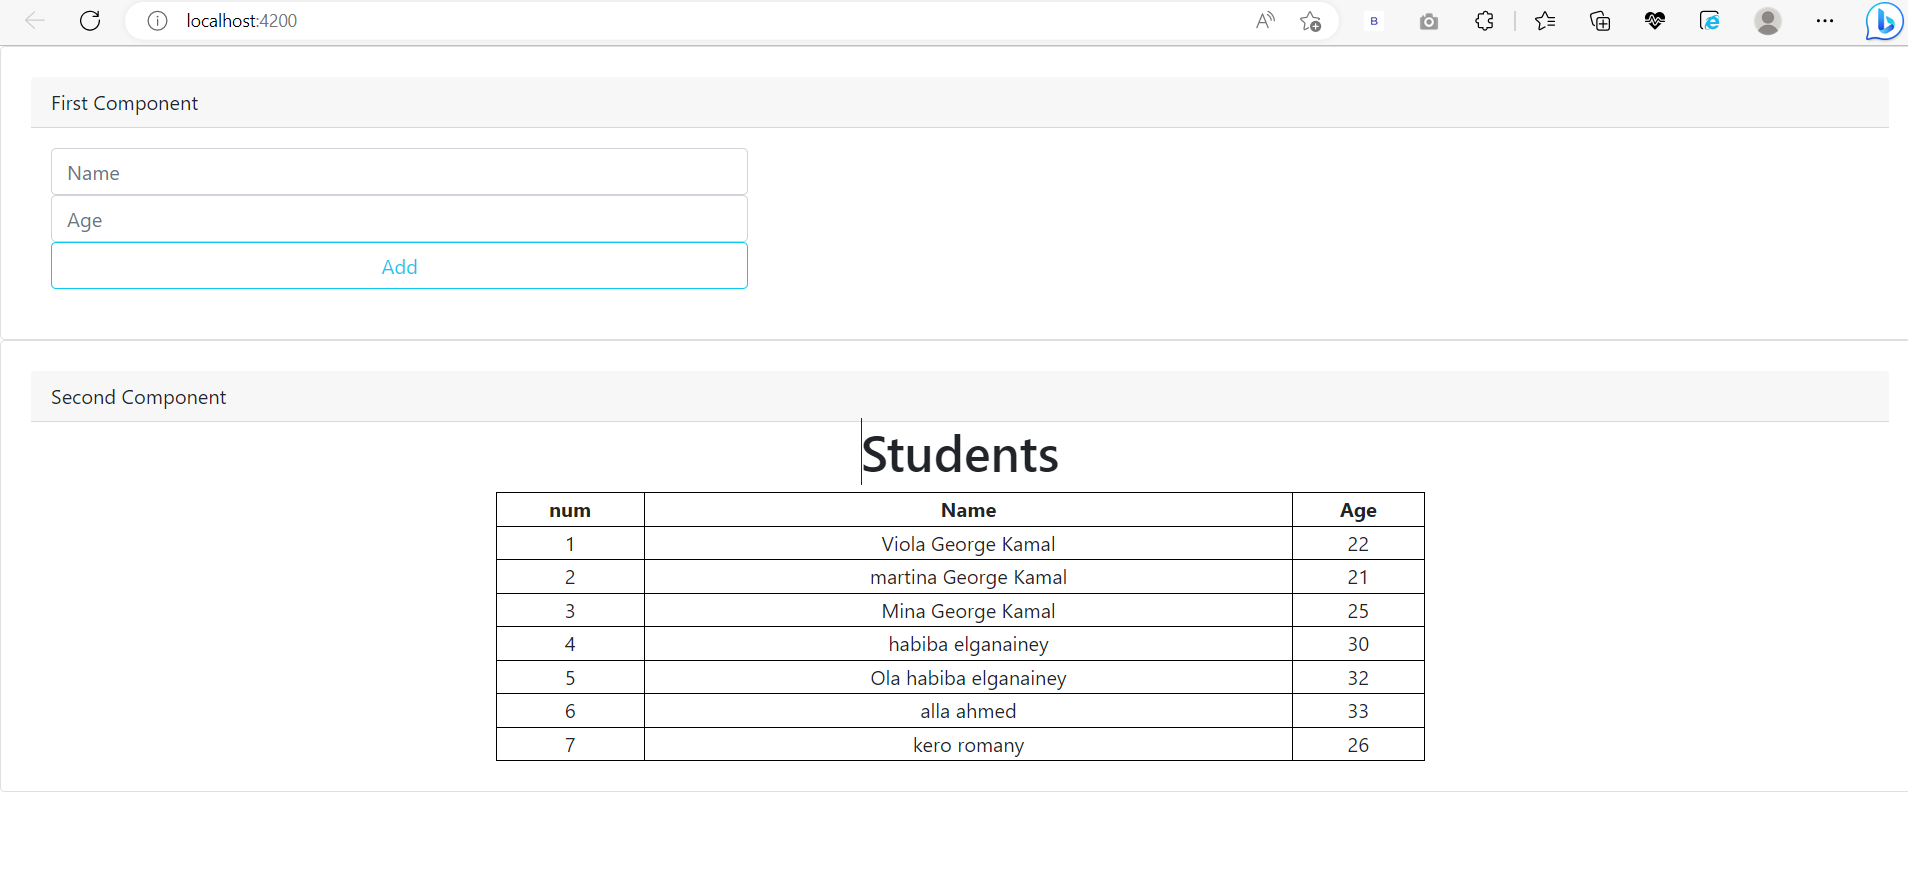 localhost:4200
B
First Component
Name
Age
Add
Second Component
Students
num Name Age
1 Viola George Kamal 22
2 martina George Kamal 21
3 Mina George Kamal 25
4 habiba elganainey 30
5 Ola habiba elganainey 32
6 alla ahmed 33
7 kero romany 26